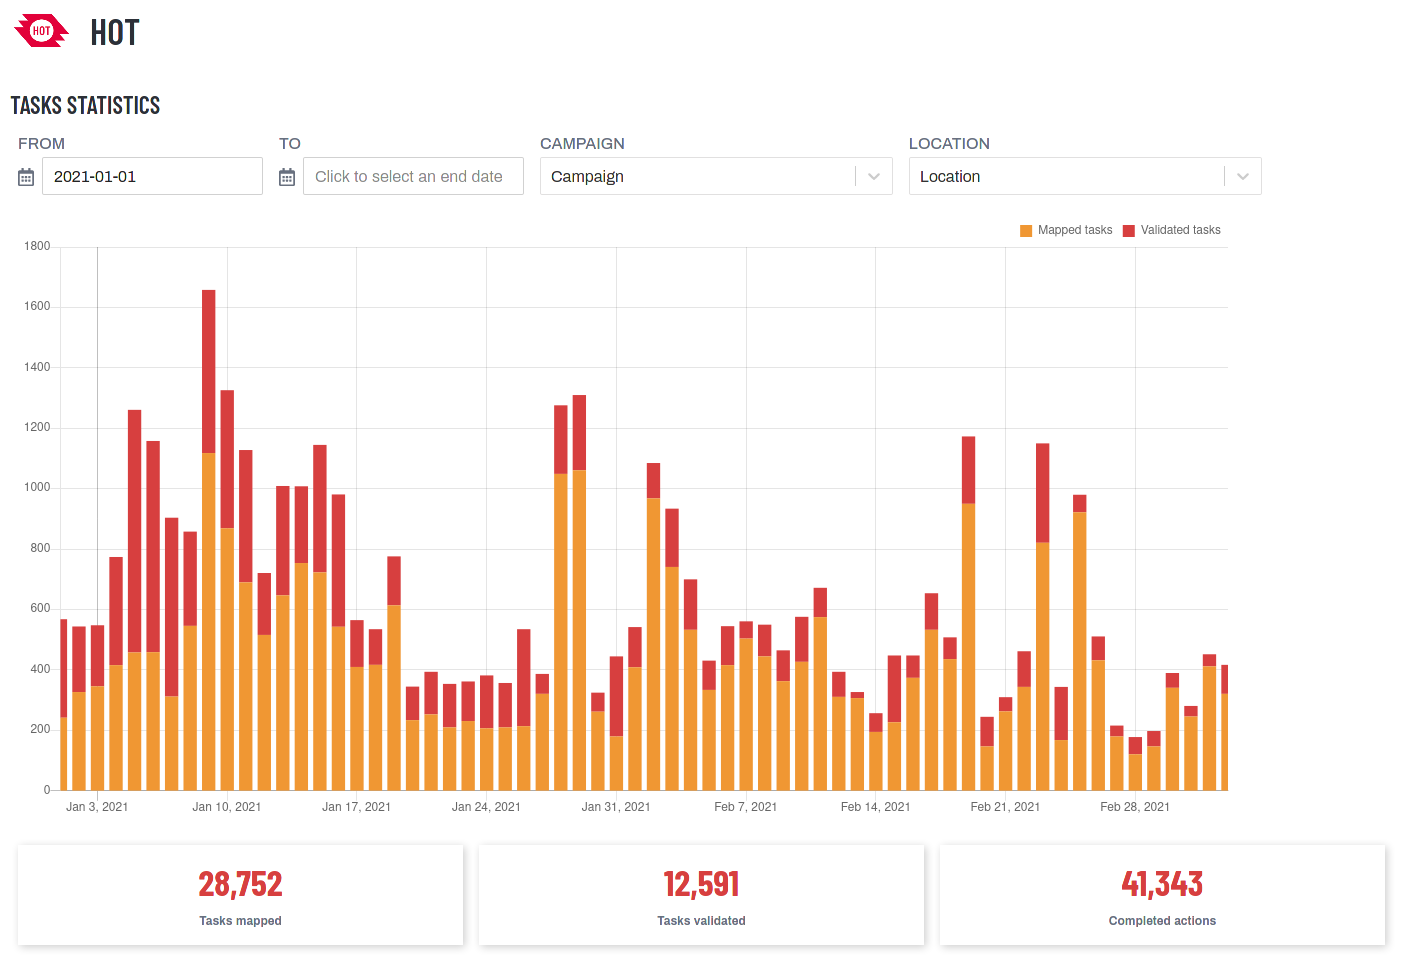 HOT HOT
TASKS STATISTICS
FROM TO CAMPAIGN LOCATION
2021-01-01 Click to select an end date Campaign Location
Mapped tasks Validated tasks
1800
1600
1400
1200
1000
800
600
400
200
0
Jan 3, 2021 Jan 10, 2021 Jan 17, 2021 Jan 24, 2021 Jan 31, 2021 Feb 7, 2021 Feb 14, 2021 Feb 21, 2021 Feb 28, 2021
28,752 12,591 41,343
Tasks mapped Tasks validated Completed actions